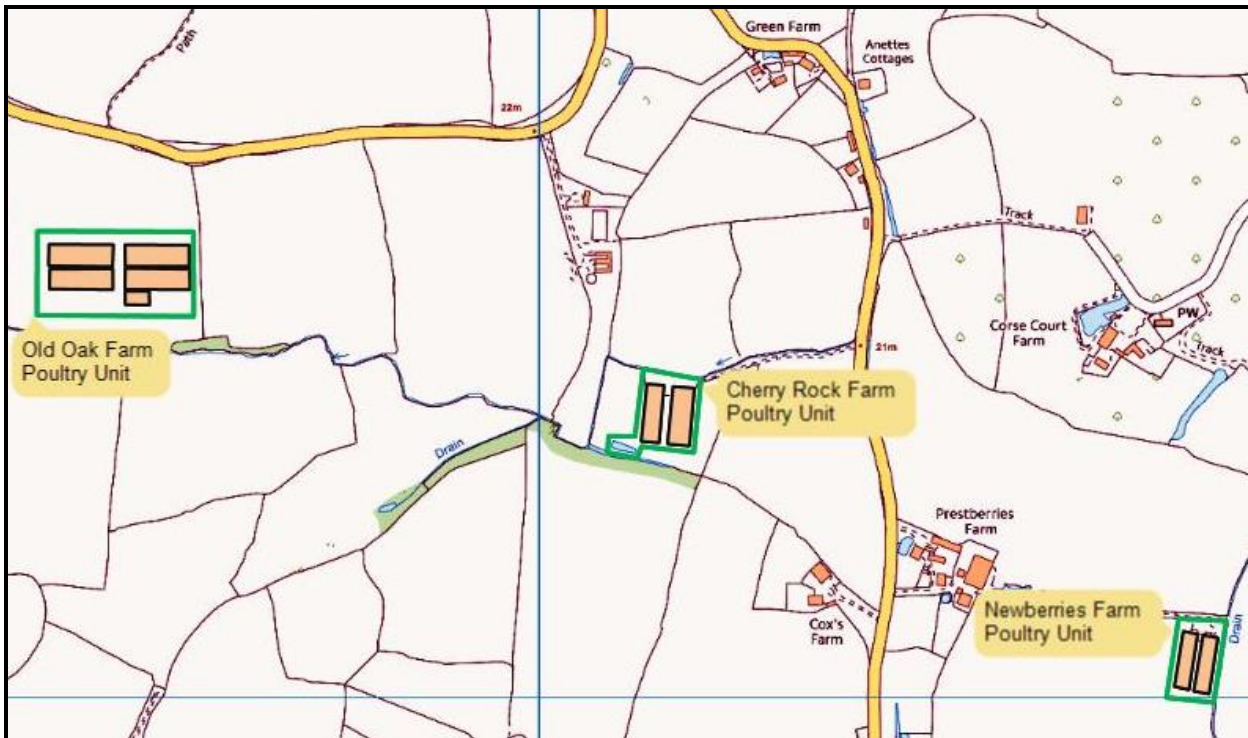 Path
Green Farm
Anettes
Cottages
22m
Track
Corse Court
Farm
PW
Track
21m
Old Oak Farm
Poultry Unit
Cherry Rock Farm
Poultry Unit
Drain
Prestberries
Farm
Cox's
Farm
Newberries Farm
Poultry Unit
Drain